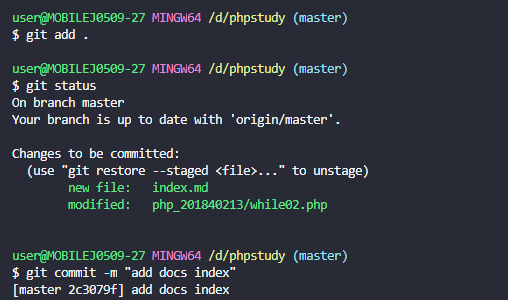 user@MOBILEJ0509-27 MINGW64 /d/phpstudy (master)
$ git add .
user@MOBILEJ0509-27 MINGW64 /d/phpstudy (master)
$ git status
On branch master
Your branch is up to date with 'origin/master'.
Changes to be committed:
  (use "git restore --staged <file>..." to unstage)
        new file:   index.md
        modified:   php_201840213/while02.php
user@MOBILEJ0509-27 MINGW64 /d/phpstudy (master)
$ git commit -m "add docs index"
[master 2c3079f] add docs index